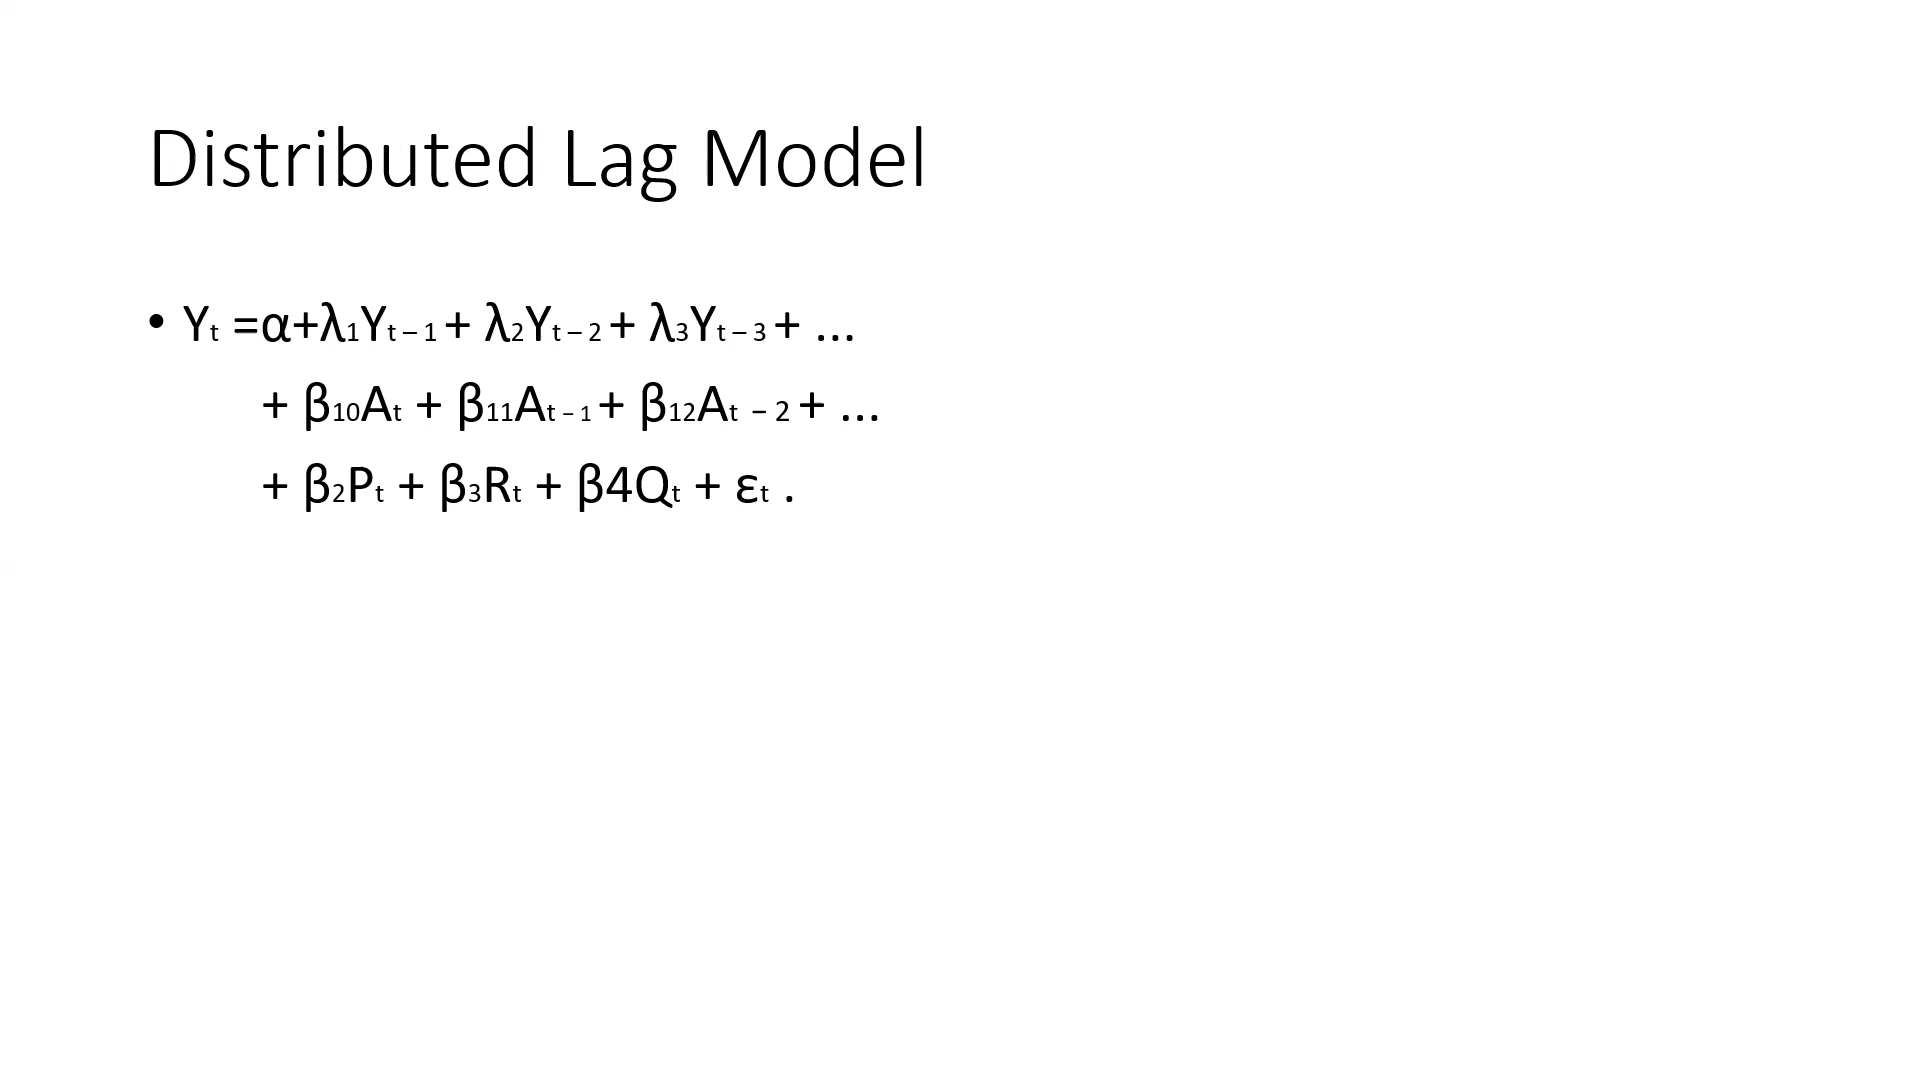 Distributed Lag Model
• Yₜ =α+λ₁Yₜ₋₁ + λ₂Yₜ₋₂ + λ₃Yₜ₋₃ + ...
+ β₁₀Aₜ + β₁₁Aₜ₋₁ + β₁₂Aₜ₋₂ + ...
+ β₂Pₜ + β₃Rₜ + β4Qₜ + εₜ .